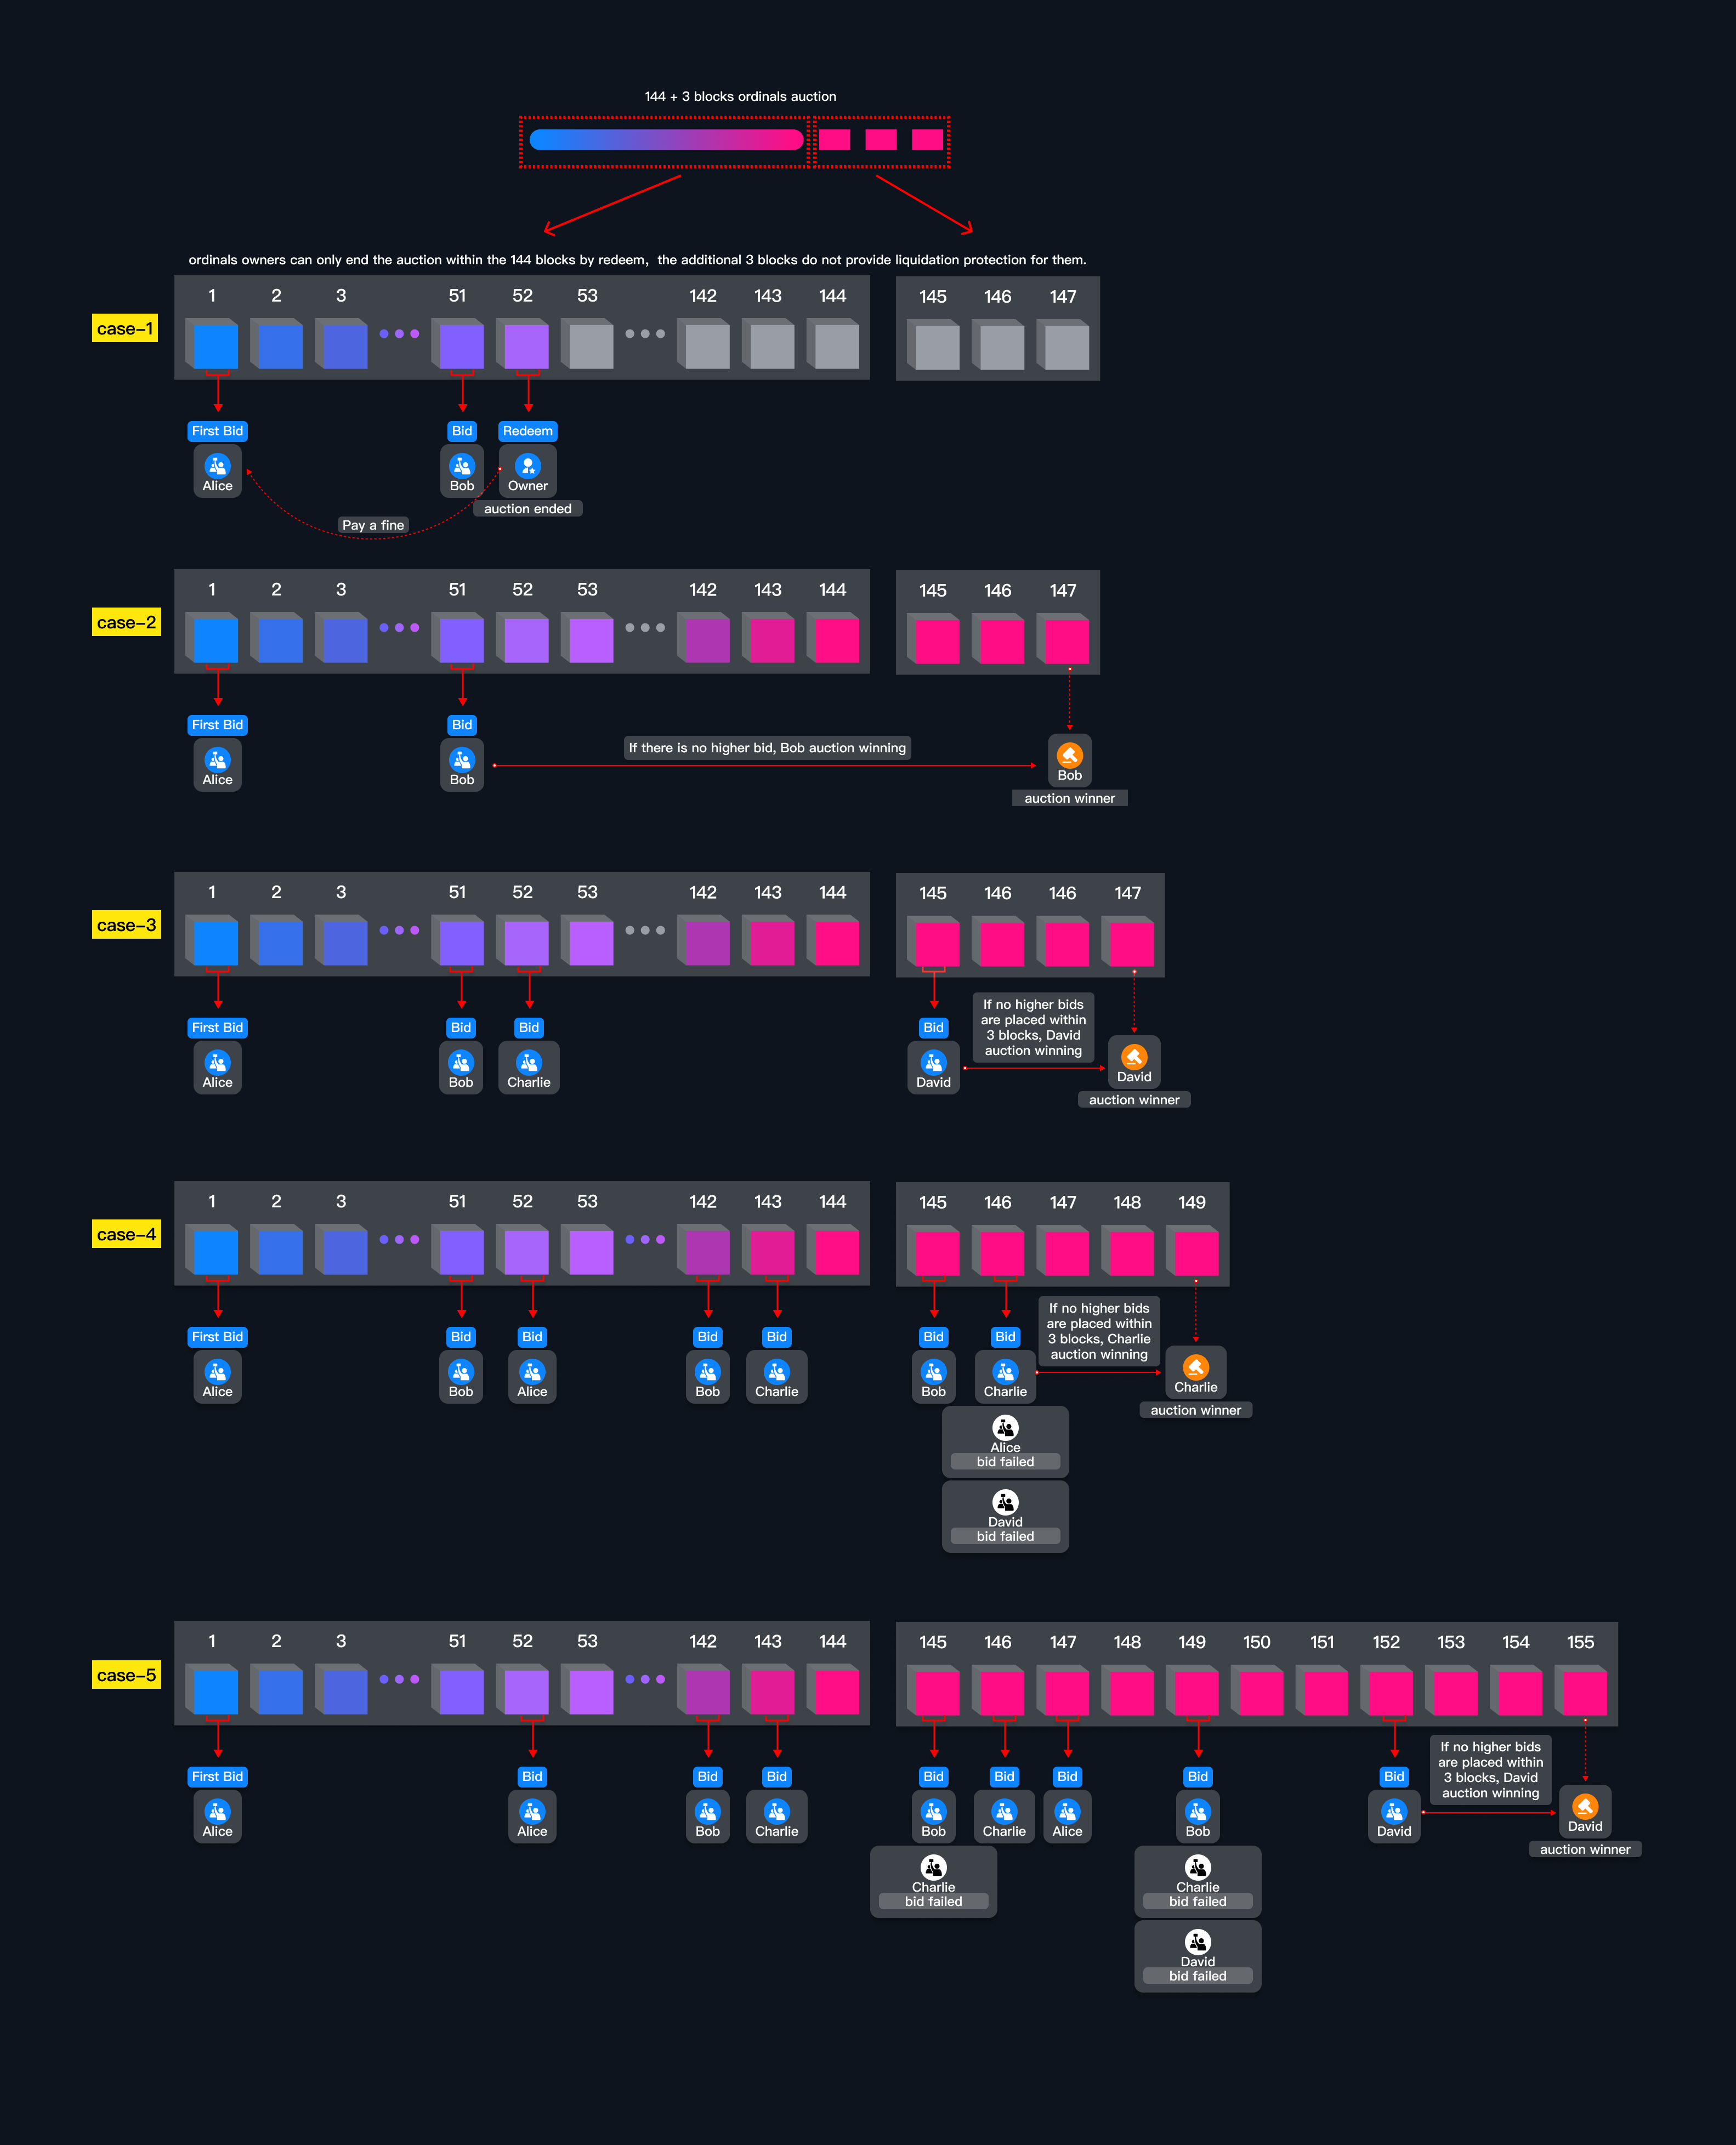 144 + 3 blocks ordinals auction
ordinals owners can only end the auction within the 144 blocks by redeem,  the additional 3 blocks do not provide liquidation protection for them.
case-1
1 2 3 51 52 53 142 143 144 145 146 147
First Bid Bid Redeem
Alice Bob Owner
auction ended
Pay a fine
case-2
1 2 3 51 52 53 142 143 144 145 146 147
First Bid Bid
If there is no higher bid, Bob auction winning
Alice Bob Bob
auction winner
case-3
1 2 3 51 52 53 142 143 144 145 146 146 147
If no higher bids
are placed within
3 blocks, David
auction winning
First Bid Bid Bid Bid
Alice Bob Charlie David David
auction winner
case-4
1 2 3 51 52 53 142 143 144 145 146 147 148 149
If no higher bids
are placed within
3 blocks, Charlie
auction winning
First Bid Bid Bid Bid Bid Bid Bid
Alice Bob Alice Bob Charlie Bob Charlie Charlie
auction winner
Alice
bid failed
David
bid failed
case-5
1 2 3 51 52 53 142 143 144 145 146 147 148 149 150 151 152 153 154 155
If no higher bids
are placed within
3 blocks, David
auction winning
First Bid Bid Bid Bid Bid Bid Bid Bid Bid
Alice Alice Bob Charlie Bob Charlie Alice Bob David David
auction winner
Charlie Charlie
bid failed bid failed
David
bid failed